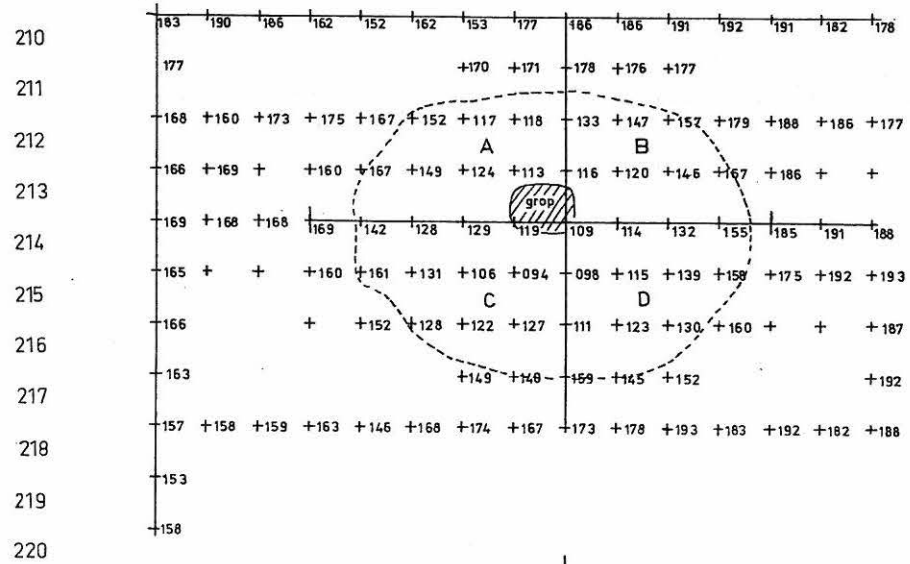 183 190 166 162 152 162 153 177 166 186 191 192 191 182 178
210
177 +170 +171 +178 +176 +177
211
+168 +160 +173 +175 +167 +152 +117 +118 +133 +147 +157 +179 +188 +186 +177
212 A B
+166 +169 + +160 +167 +149 +124 +113 +116 +120 +146 +167 +186 + +
213 grop
+169 +168 +168 169 142 128 129 119 109 114 132 155 185 191 188
214
+165 + + +160 +161 +131 +106 +094 098 +115 +139 +158 +175 +192 +193
215 C D
+166 + +152 +128 +122 +127 111 +123 +130 +160 + + +187
216
+163 +149 +140 159 +145 +152 +192
217
+157 +158 +159 +163 +146 +168 +174 +167 +173 +178 +193 +183 +192 +182 +188
218
+153
219
+158
220